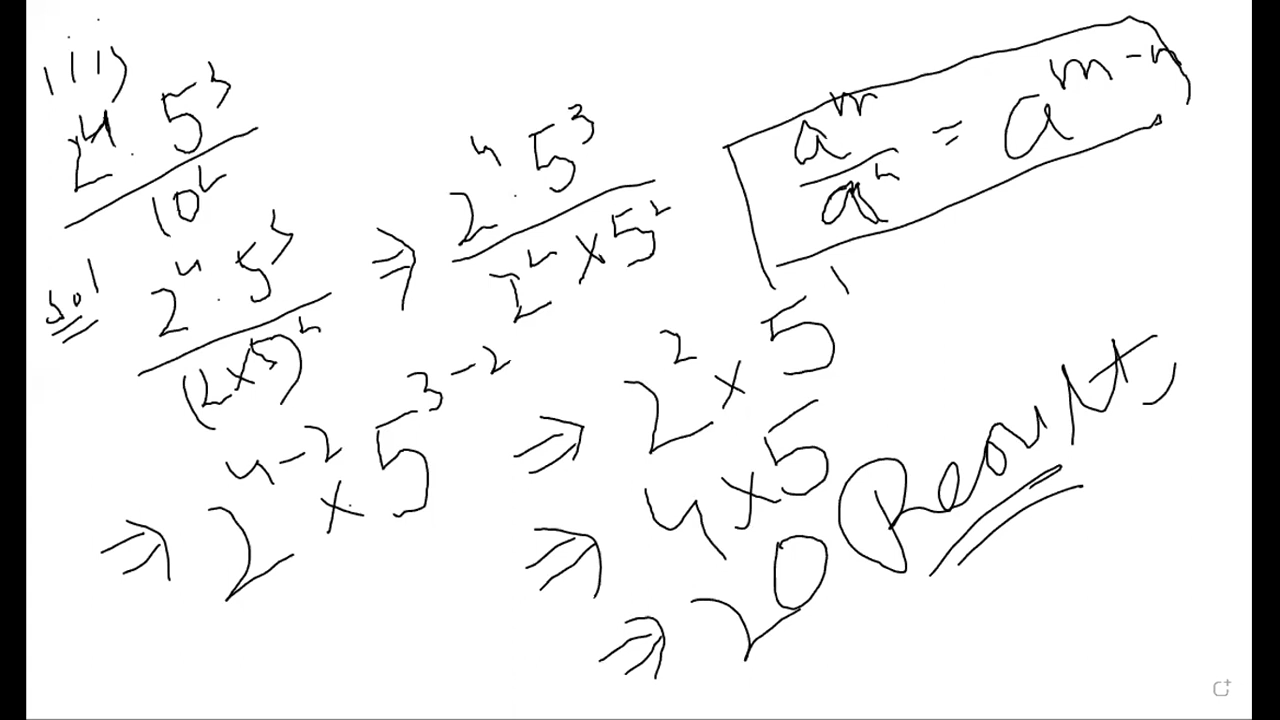 (iii)
2⁴ · 5³ / 10²
Sol
2⁴ · 5³ / (2×5)²
⇒ 2⁴ · 5³ / 2² × 5²
aᵐ / aⁿ = aᵐ⁻ⁿ
⇒ 2⁴⁻² × 5³⁻²
⇒ 2² × 5¹
⇒ 4 × 5
⇒ 20 Result